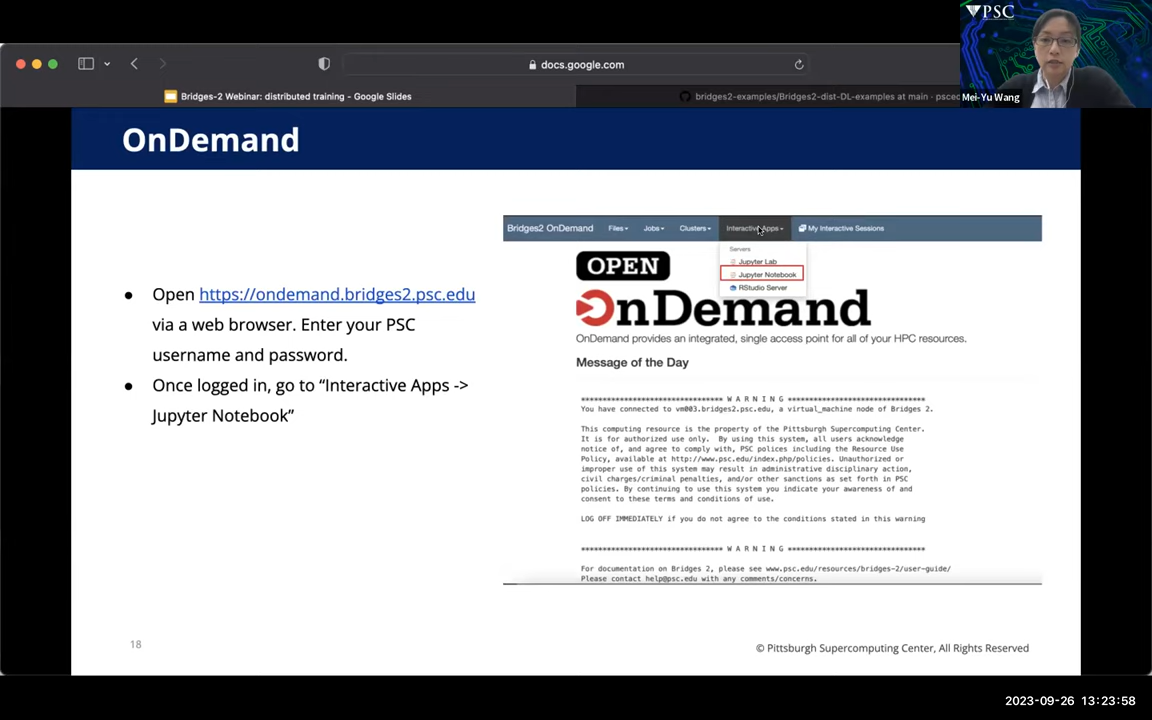 PSC
Mei-Yu Wang
docs.google.com
Bridges-2 Webinar: distributed training - Google Slides
bridges2-examples/Bridges2-dist-DL-examples at main · psceo
OnDemand
Open https://ondemand.bridges2.psc.edu
via a web browser. Enter your PSC
username and password.
Once logged in, go to “Interactive Apps ->
Jupyter Notebook”
Bridges2 OnDemand Files Jobs Clusters Interactive Apps My Interactive Sessions
Servers
Jupyter Lab
Jupyter Notebook
RStudio Server
OPEN
OnDemand
OnDemand provides an integrated, single access point for all of your HPC resources.
Message of the Day
******************************** W A R N I N G ********************************
You have connected to vm003.bridges2.psc.edu, a virtual_machine node of Bridges 2.
This computing resource is the property of the Pittsburgh Supercomputing Center.
It is for authorized use only. By using this system, all users acknowledge
notice of, and agree to comply with, PSC polices including the Resource Use
Policy, available at http://www.psc.edu/index.php/policies. Unauthorized or
improper use of this system may result in administrative disciplinary action,
civil charges/criminal penalties, and/or other sanctions as set forth in PSC
policies. By continuing to use this system you indicate your awareness of and
consent to these terms and conditions of use.
LOG OFF IMMEDIATELY if you do not agree to the conditions stated in this warning
******************************** W A R N I N G ********************************
For documentation on Bridges 2, please see www.psc.edu/resources/bridges-2/user-guide/
Please contact help@psc.edu with any comments/concerns.
18
© Pittsburgh Supercomputing Center, All Rights Reserved
2023-09-26 13:23:58